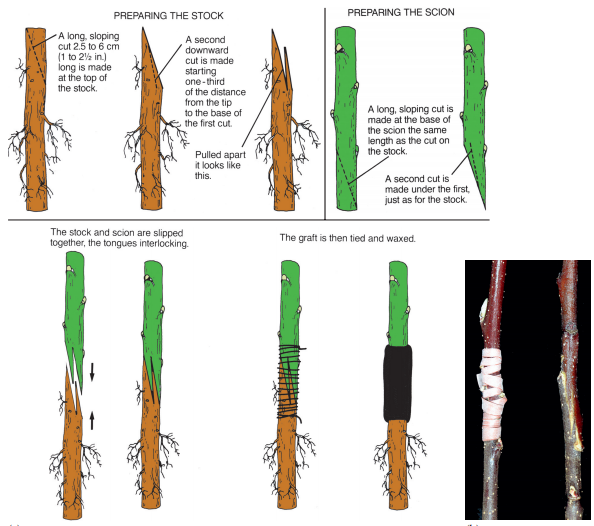 PREPARING THE STOCK
A long, sloping
cut 2.5 to 6 cm
(1 to 2½ in.)
long is made
at the top of
the stock.
A second
downward
cut is made
starting
one-third
of the distance
from the tip
to the base of
the first cut.
Pulled apart
it looks like
this.
PREPARING THE SCION
A long, sloping cut is
made at the base of
the scion the same
length as the cut on
the stock.
A second cut is
made under the first,
just as for the stock.
The stock and scion are slipped
together, the tongues interlocking.
The graft is then tied and waxed.